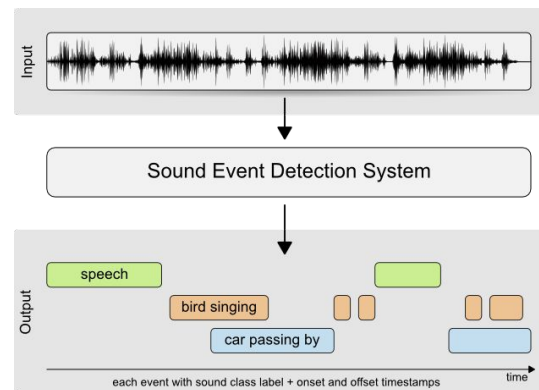 Input
Sound Event Detection System
Output
speech
bird singing
car passing by
time
each event with sound class label + onset and offset timestamps